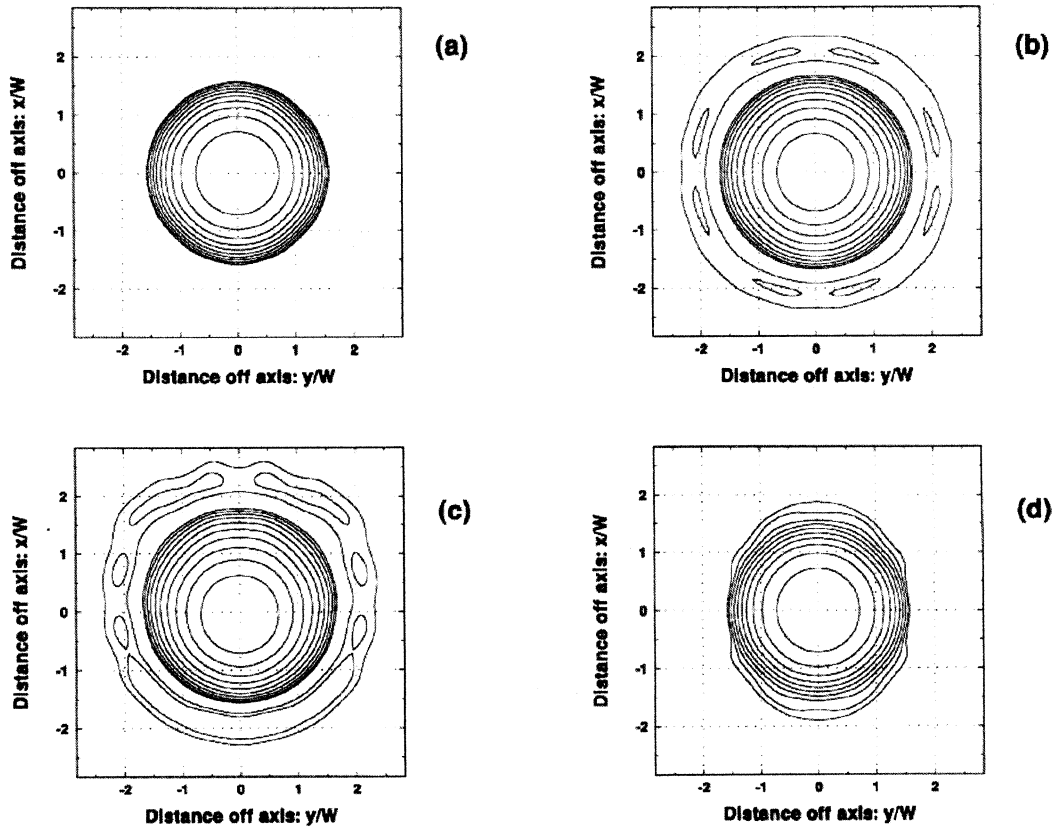 (a)
Distance off axis: x/W
2
1
0
-1
-2
-2 -1 0 1 2
Distance off axis: y/W
(b)
Distance off axis: x/W
2
1
0
-1
-2
-2 -1 0 1 2
Distance off axis: y/W
(c)
Distance off axis: x/W
2
1
0
-1
-2
-2 -1 0 1 2
Distance off axis: y/W
(d)
Distance off axis: x/W
2
1
0
-1
-2
-2 -1 0 1 2
Distance off axis: y/W